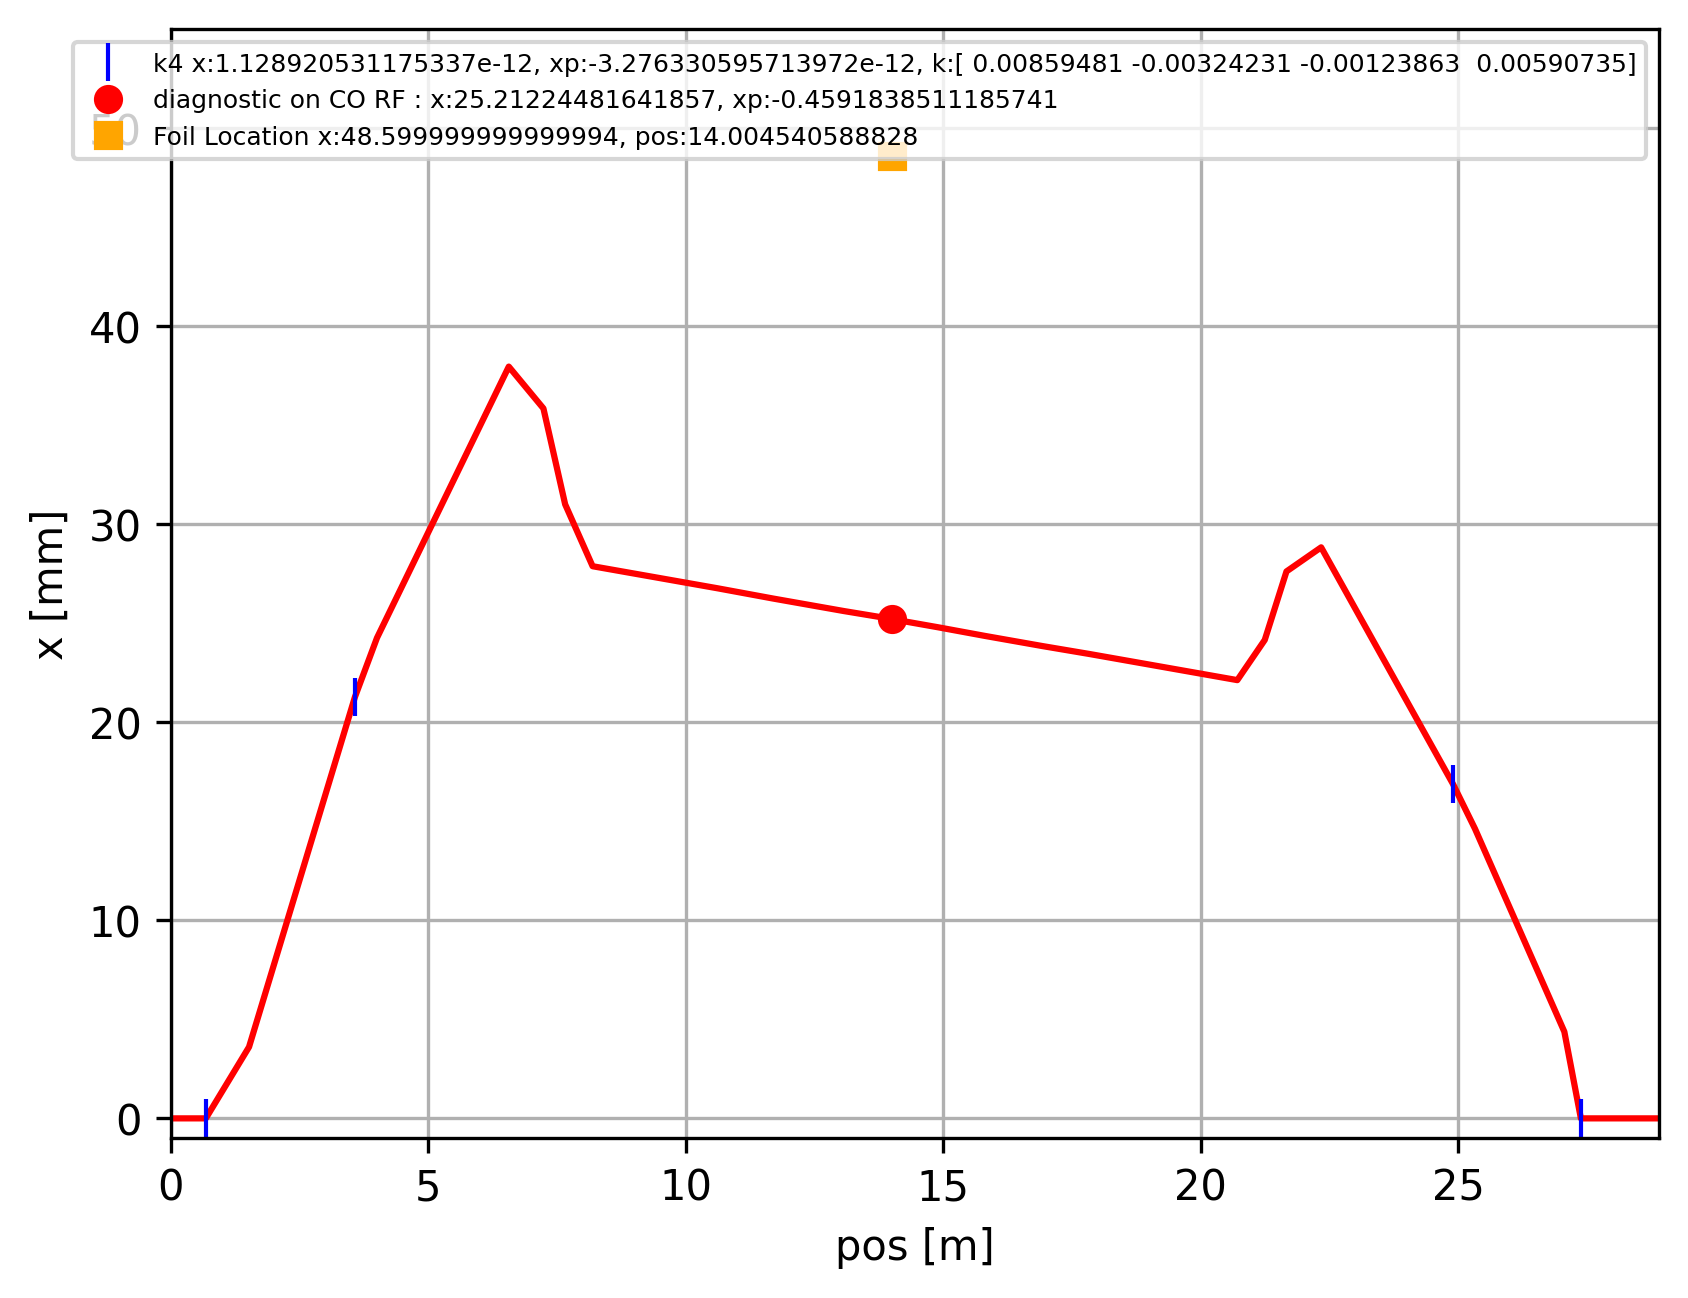 k4 x:1.128920531175337e-12, xp:-3.276330595713972e-12, k:[ 0.00859481 -0.00324231 -0.00123863  0.00590735]
diagnostic on CO RF : x:25.21224481641857, xp:-0.4591838511185741
Foil Location x:48.599999999999994, pos:14.004540588828
50
40
30
20
10
0
x [mm]
0 5 10 15 20 25
pos [m]